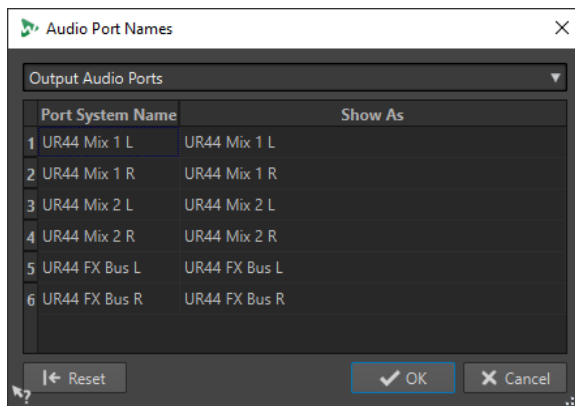 Audio Port Names
Output Audio Ports
Port System Name Show As
1 UR44 Mix 1 L UR44 Mix 1 L
2 UR44 Mix 1 R UR44 Mix 1 R
3 UR44 Mix 2 L UR44 Mix 2 L
4 UR44 Mix 2 R UR44 Mix 2 R
5 UR44 FX Bus L UR44 FX Bus L
6 UR44 FX Bus R UR44 FX Bus R
Reset OK Cancel
?